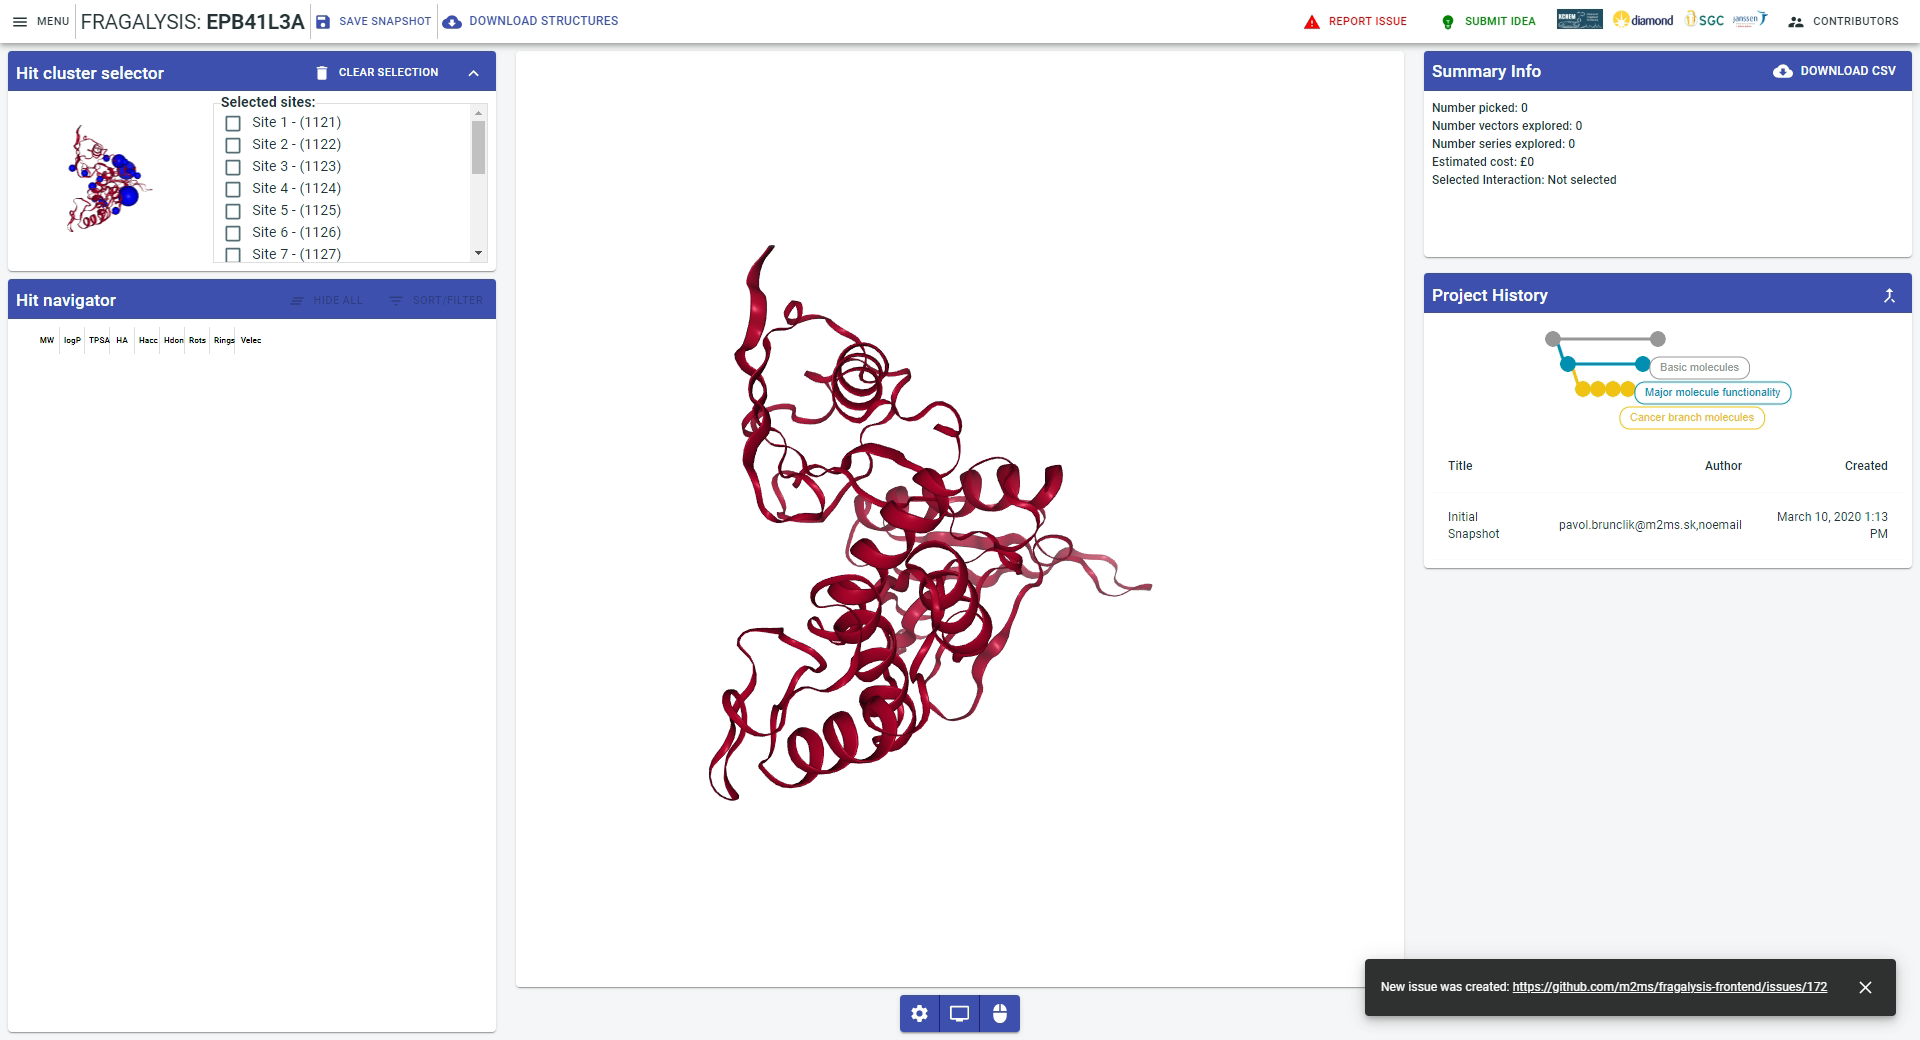 MENU
FRAGALYSIS: EPB41L3A
SAVE SNAPSHOT
DOWNLOAD STRUCTURES
REPORT ISSUE
SUBMIT IDEA
XCHEM
diamond
SGC
janssen
CONTRIBUTORS
Hit cluster selector
CLEAR SELECTION
Selected sites:
Site 1 - (1121)
Site 2 - (1122)
Site 3 - (1123)
Site 4 - (1124)
Site 5 - (1125)
Site 6 - (1126)
Site 7 - (1127)
Hit navigator
HIDE ALL
SORT/FILTER
MW logP TPSA HA Hacc Hdon Rots Rings Velec
Summary Info
DOWNLOAD CSV
Number picked: 0
Number vectors explored: 0
Number series explored: 0
Estimated cost: £0
Selected Interaction: Not selected
Project History
Basic molecules
Major molecule functionality
Cancer branch molecules
Title Author Created
Initial
Snapshot
pavol.brunclik@m2ms.sk,noemail
March 10, 2020 1:13
PM
New issue was created: https://github.com/m2ms/fragalysis-frontend/issues/172